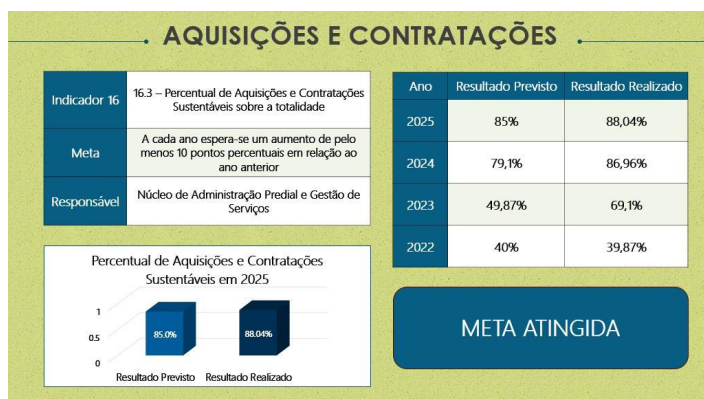 AQUISIÇÕES E CONTRATAÇÕES
Indicador 16
16.3 – Percentual de Aquisições e Contratações
Sustentáveis sobre a totalidade
Meta
A cada ano espera-se um aumento de pelo
menos 10 pontos percentuais em relação ao
ano anterior
Responsável
Núcleo de Administração Predial e Gestão de
Serviços
Ano Resultado Previsto Resultado Realizado
2025 85% 88,04%
2024 79,1% 86,96%
2023 49,87% 69,1%
2022 40% 39,87%
Percentual de Aquisições e Contratações
Sustentáveis em 2025
1
0.5
0
85.0%
88.04%
Resultado Previsto Resultado Realizado
META ATINGIDA